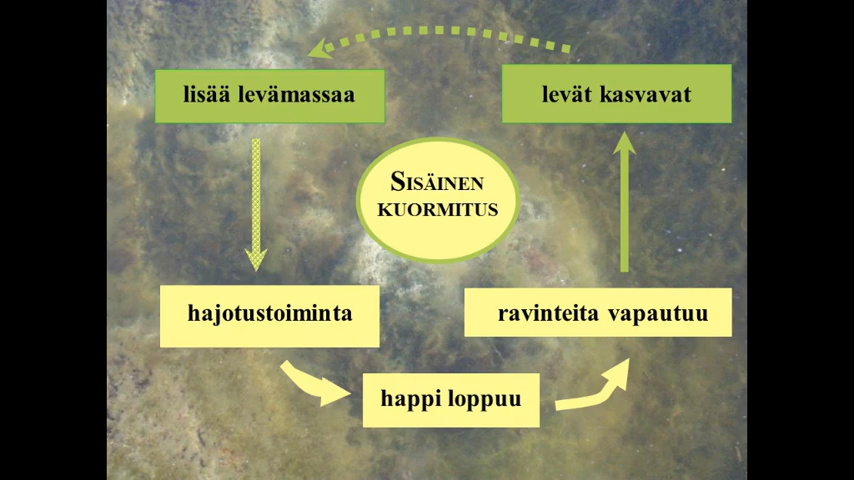 lisää levämassaa
levät kasvavat
SISÄINEN
KUORMITUS
hajotustoiminta
ravinteita vapautuu
happi loppuu